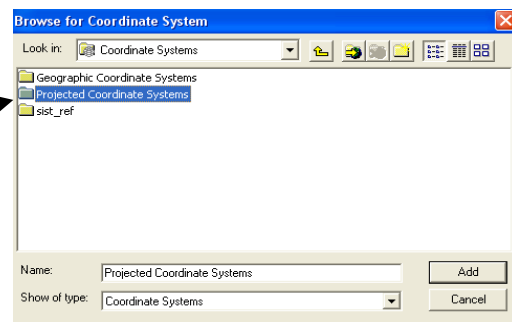 Browse for Coordinate System
Look in: Coordinate Systems
Geographic Coordinate Systems
Projected Coordinate Systems
sist_ref
Name: Projected Coordinate Systems Add
Show of type: Coordinate Systems Cancel